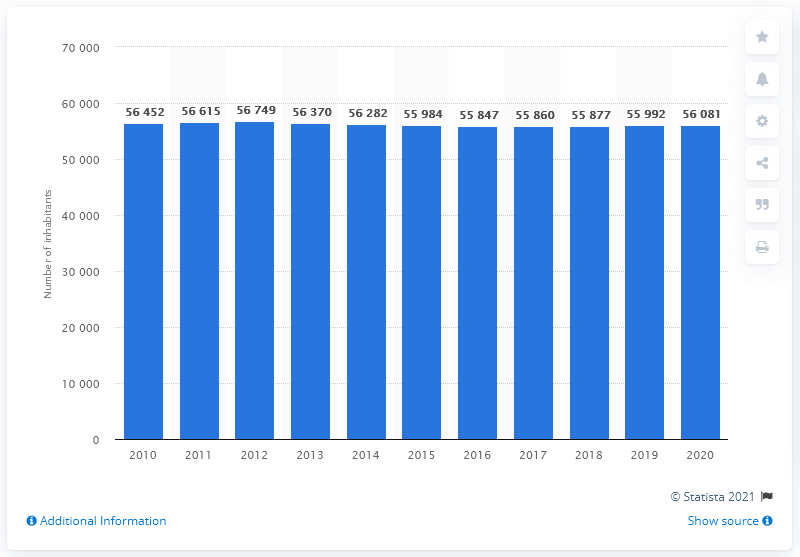 70 000
60 000
50 000
40 000
30 000
20 000
10 000
0
Number of inhabitants
56 452 56 615 56 749 56 370 56 282 55 984 55 847 55 860 55 877 55 992 56 081
2010 2011 2012 2013 2014 2015 2016 2017 2018 2019 2020
© Statista 2021
Additional Information Show source